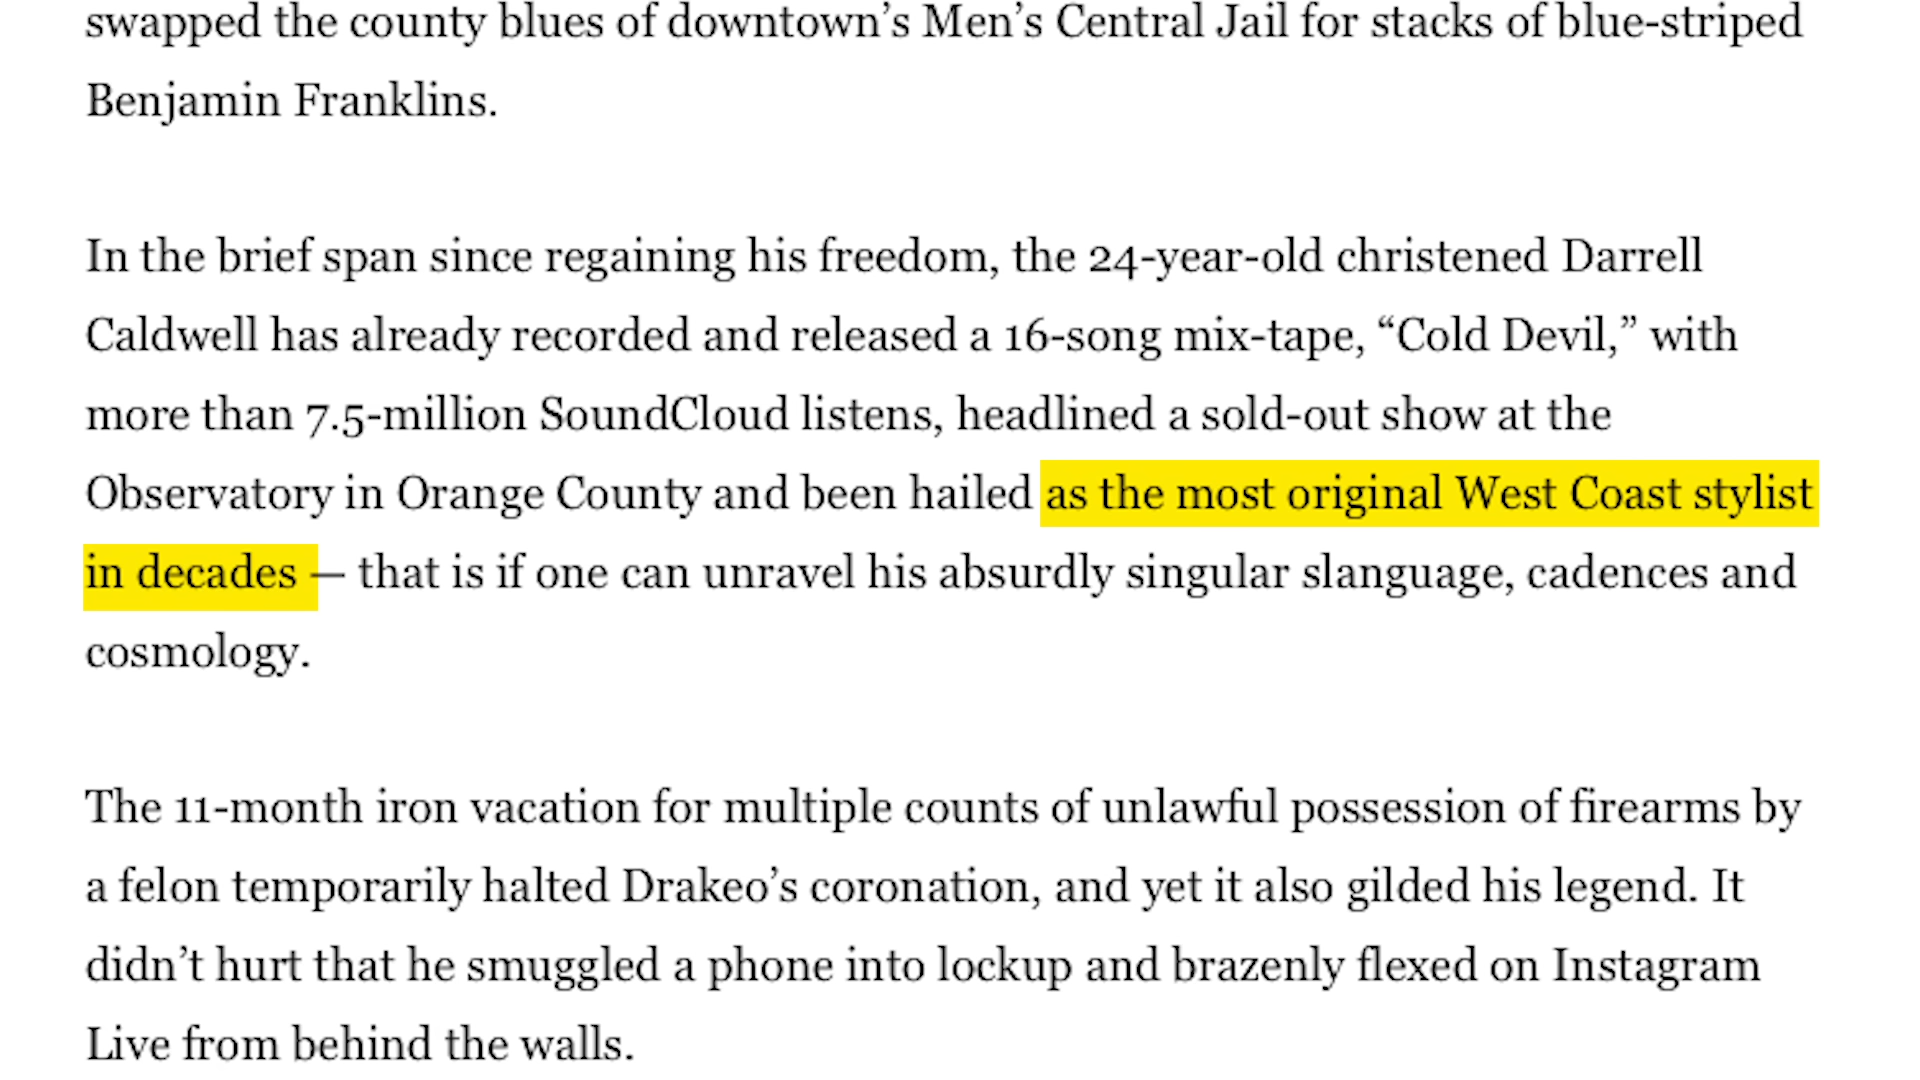 swapped the county blues of downtown’s Men’s Central Jail for stacks of blue-striped
Benjamin Franklins.
In the brief span since regaining his freedom, the 24-year-old christened Darrell
Caldwell has already recorded and released a 16-song mix-tape, “Cold Devil,” with
more than 7.5-million SoundCloud listens, headlined a sold-out show at the
Observatory in Orange County and been hailed as the most original West Coast stylist
in decades — that is if one can unravel his absurdly singular slanguage, cadences and
cosmology.
The 11-month iron vacation for multiple counts of unlawful possession of firearms by
a felon temporarily halted Drakeo’s coronation, and yet it also gilded his legend. It
didn’t hurt that he smuggled a phone into lockup and brazenly flexed on Instagram
Live from behind the walls.